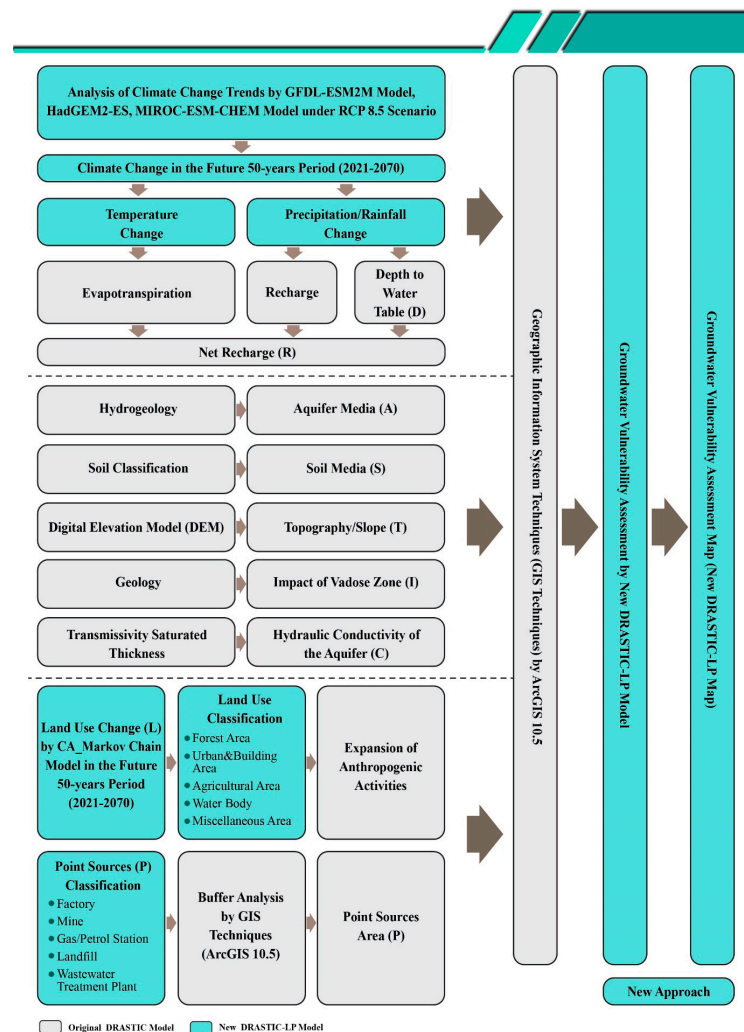 Analysis of Climate Change Trends by GFDL-ESM2M Model,
HadGEM2-ES, MIROC-ESM-CHEM Model under RCP 8.5 Scenario
Climate Change in the Future 50-years Period (2021-2070)
Temperature
Change
Precipitation/Rainfall
Change
Evapotranspiration
Recharge
Depth to
Water
Table (D)
Net Recharge (R)
Hydrogeology
Aquifer Media (A)
Soil Classification
Soil Media (S)
Digital Elevation Model (DEM)
Topography/Slope (T)
Geology
Impact of Vadose Zone (I)
Transmissivity Saturated
Thickness
Hydraulic Conductivity of
the Aquifer (C)
Land Use Change (L)
by CA_Markov Chain
Model in the Future
50-years Period
(2021-2070)
Land Use
Classification
Forest Area
Urban&Building
Area
Agricultural Area
Water Body
Miscellaneous Area
Expansion of
Anthropogenic
Activities
Point Sources (P)
Classification
Factory
Mine
Gas/Petrol Station
Landfill
Wastewater
Treatment Plant
Buffer Analysis
by GIS
Techniques
(ArcGIS 10.5)
Point Sources
Area (P)
Geographic Information System Techniques (GIS Techniques) by ArcGIS 10.5
Groundwater Vulnerability Assessment by New DRASTIC-LP Model
Groundwater Vulnerability Assessment Map (New DRASTIC-LP Map)
New Approach
Original DRASTIC Model
New DRASTIC-LP Model